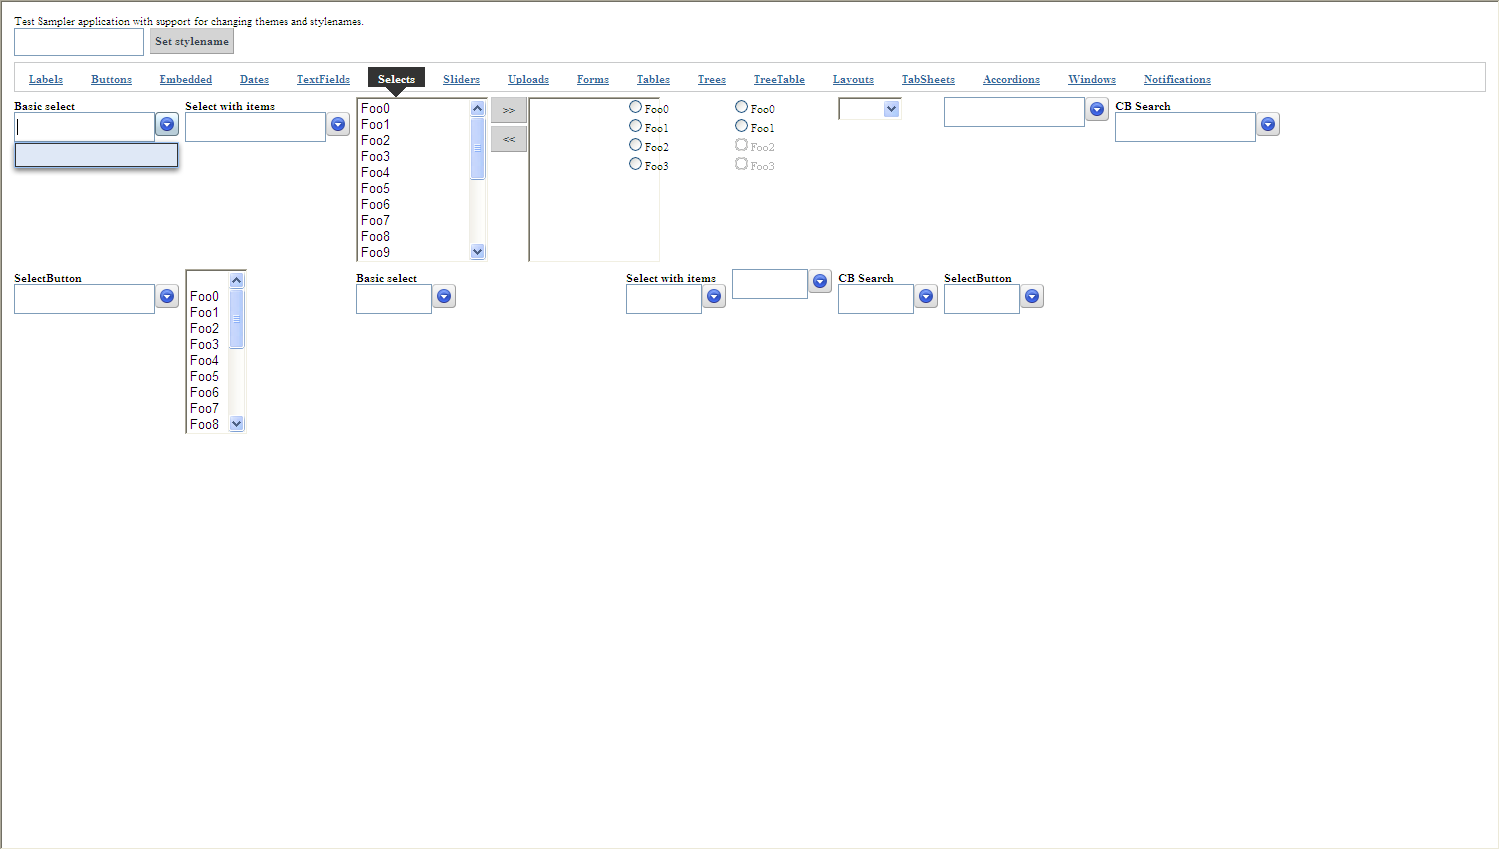 Test Sampler application with support for changing themes and stylenames.
Set stylename
Labels Buttons Embedded Dates TextFields Selects Sliders Uploads Forms Tables Trees TreeTable Layouts TabSheets Accordions Windows Notifications
Basic select
Select with items
Foo0
Foo1
Foo2
Foo3
Foo4
Foo5
Foo6
Foo7
Foo8
Foo9
>>
<<
Foo0
Foo1
Foo2
Foo3
Foo0
Foo1
Foo2
Foo3
CB Search
SelectButton
Foo0
Foo1
Foo2
Foo3
Foo4
Foo5
Foo6
Foo7
Foo8
Basic select
Select with items
CB Search
SelectButton